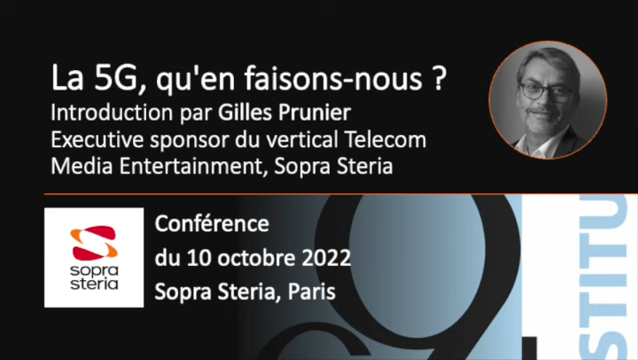 La 5G, qu'en faisons-nous ?
Introduction par Gilles Prunier
Executive sponsor du vertical Telecom
Media Entertainment, Sopra Steria
sopra
steria
Conférence
du 10 octobre 2022
Sopra Steria, Paris
STITU